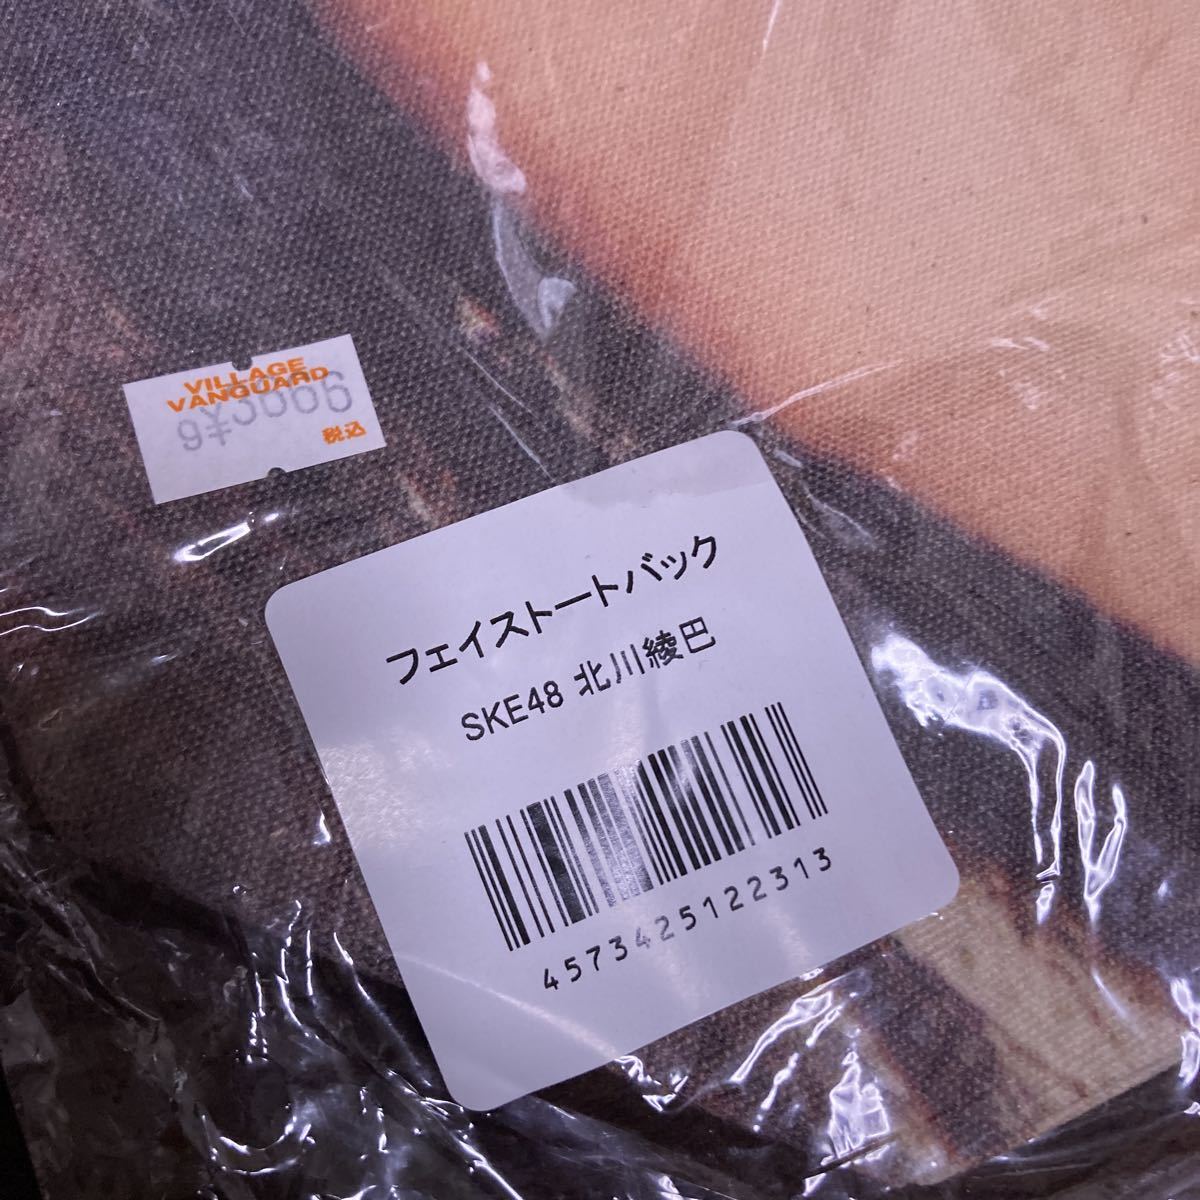 VILLAGE
VANGUARD
税込
フェイストートバック
SKE48 北川綾巴
4573425122313